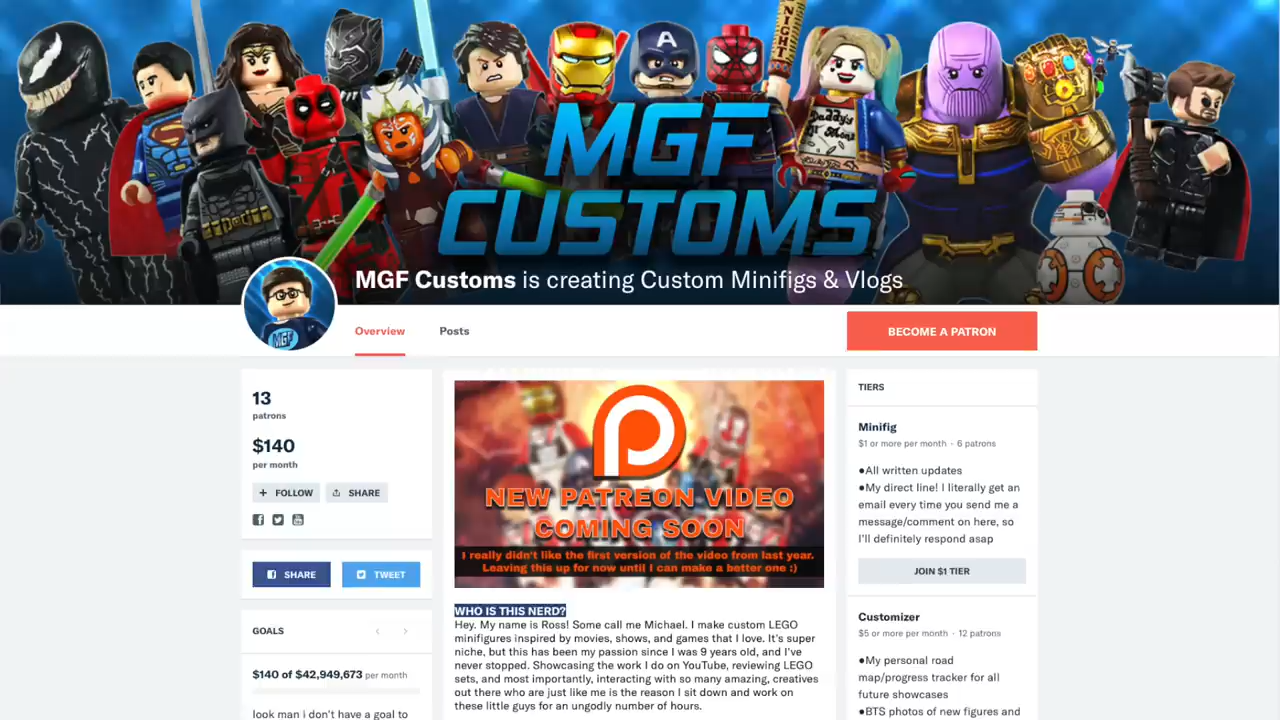 A
NIGHT
Daddy's
MGF
CUSTOMS
MGF Customs is creating Custom Minifigs & Vlogs
MGF
Overview
Posts
BECOME A PATRON
13
patrons
$140
per month
+ FOLLOW
SHARE
SHARE
TWEET
GOALS
$140 of $42,949,673 per month
look man i don't have a goal to
NEW PATREON VIDEO
COMING SOON
I really didn't like the first version of the video from last year.
Leaving this up for now until I can make a better one :)
WHO IS THIS NERD?
Hey. My name is Ross! Some call me Michael. I make custom LEGO
minifigures inspired by movies, shows, and games that I love. It's super
niche, but this has been my passion since I was 9 years old, and I've
never stopped. Showcasing the work I do on YouTube, reviewing LEGO
sets, and most importantly, interacting with so many amazing, creatives
out there who are just like me is the reason I sit down and work on
these little guys for an ungodly number of hours.
TIERS
Minifig
$1 or more per month · 6 patrons
●All written updates
●My direct line! I literally get an
email every time you send me a
message/comment on here, so
I'll definitely respond asap
JOIN $1 TIER
Customizer
$5 or more per month · 12 patrons
●My personal road
map/progress tracker for all
future showcases
●BTS photos of new figures and